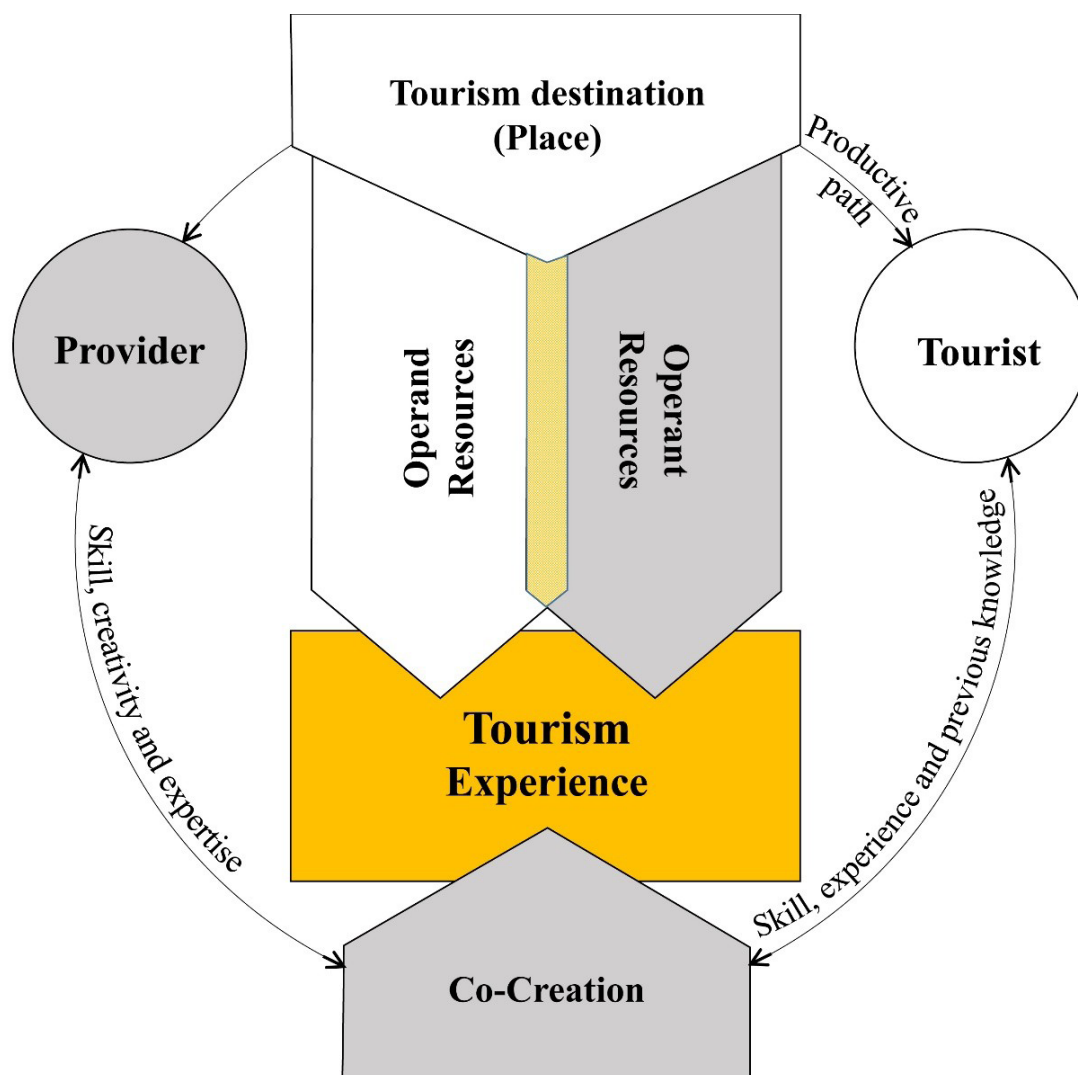 Tourism destination
(Place)
Productive
path
Provider
Operand
Resources
Operant
Resources
Tourist
Skill, creativity and expertise
Skill, experience and previous knowledge
Tourism
Experience
Co-Creation